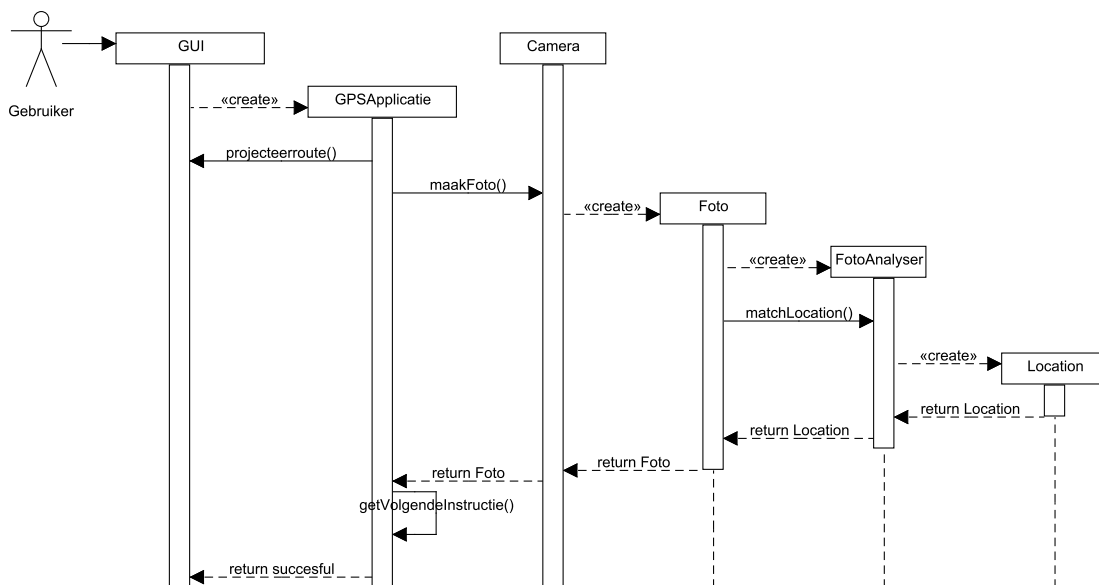 GUI
Camera
«create»
GPSApplicatie
Gebruiker
projecteerroute()
maakFoto()
«create»
Foto
«create»
FotoAnalyser
matchLocation()
«create»
Location
return Location
return Location
return Foto
return Foto
getVolgendeInstructie()
return succesful